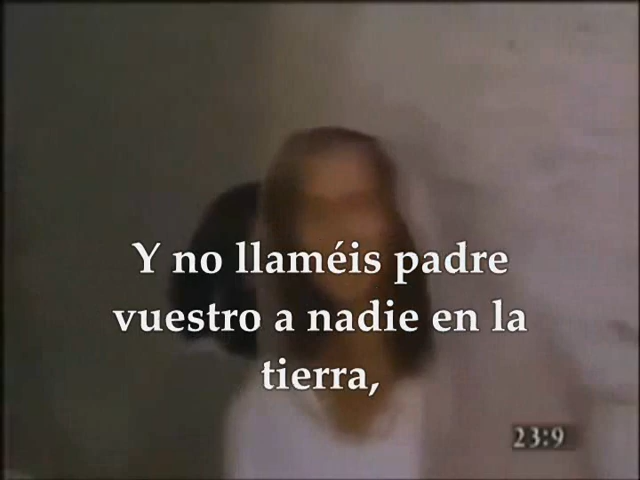 Y no llaméis padre
vuestro a nadie en la
tierra,
23:9